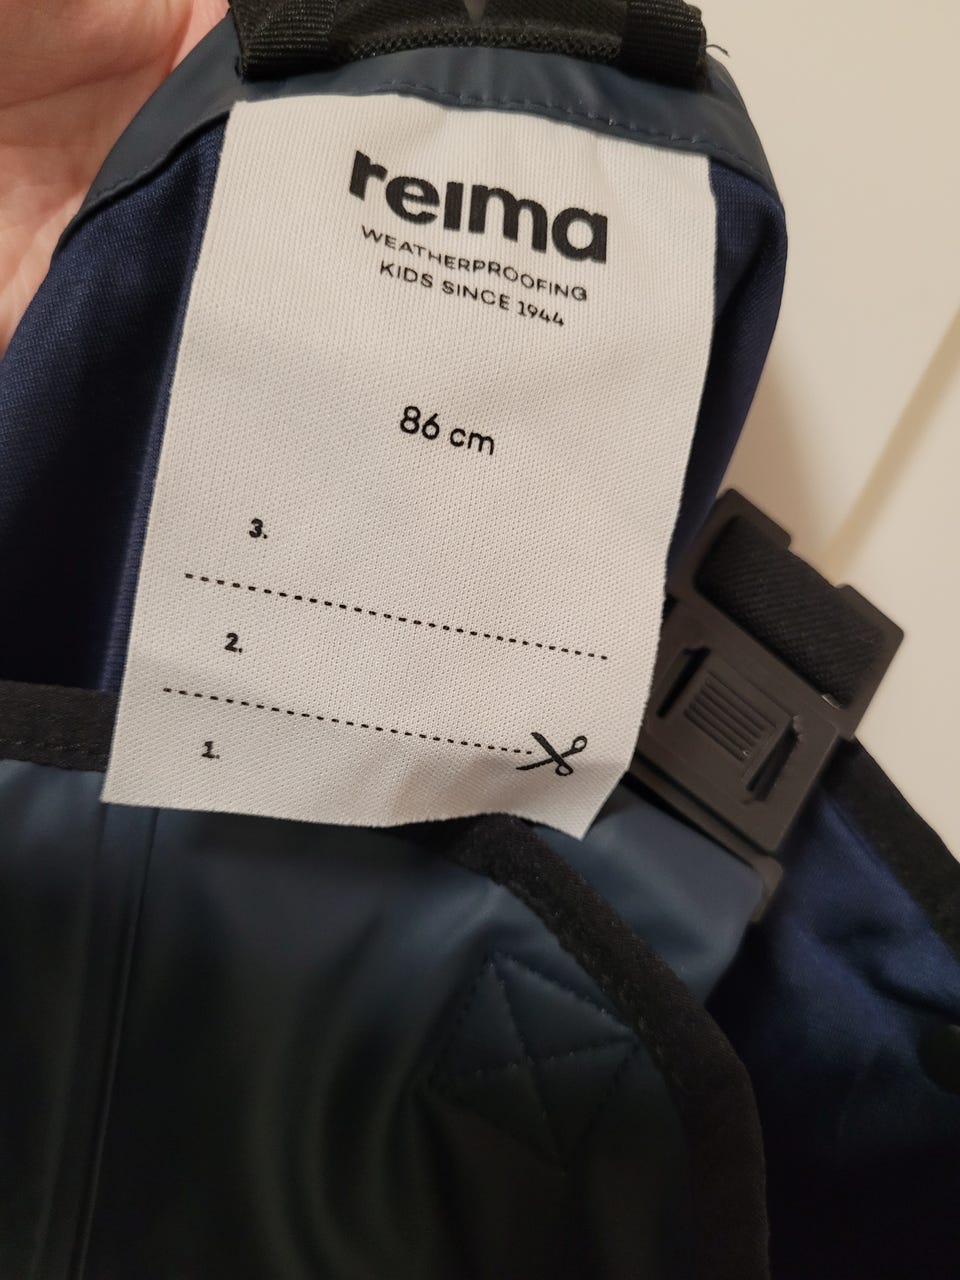 reima
WEATHERPROOFING
KIDS SINCE 1944
86 cm
3.
2.
1.